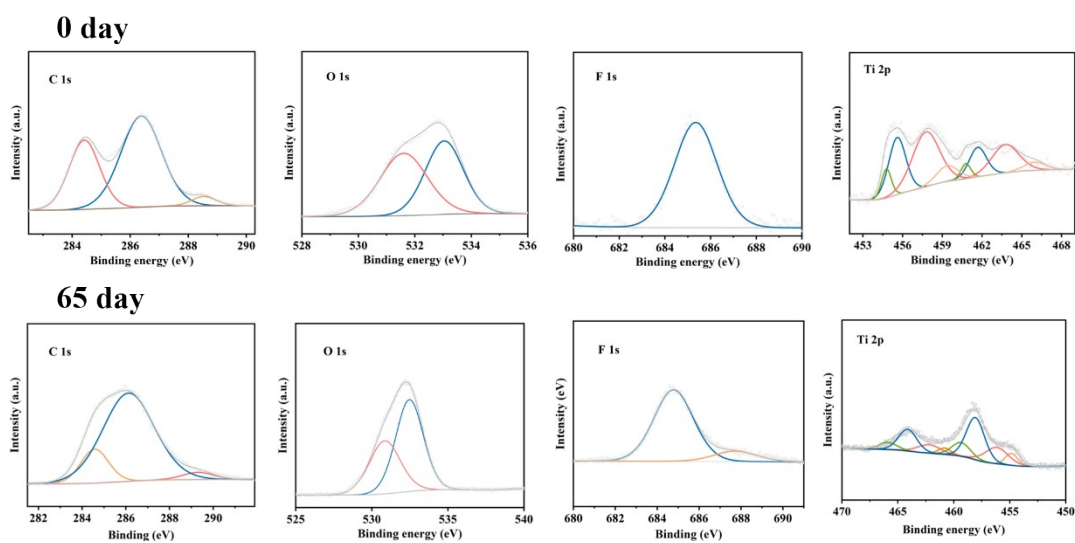 0 day
C 1s
Intensity (a.u.)
284 286 288 290
Binding energy (eV)
O 1s
Intensity (a.u.)
528 530 532 534 536
Binding energy (eV)
F 1s
Intensity (a.u.)
680 682 684 686 688 690
Binding energy (eV)
Ti 2p
Intensity (a.u.)
453 456 459 462 465 468
Binding energy (eV)
65 day
C 1s
Intensity (a.u.)
282 284 286 288 290
Binding (eV)
O 1s
Intensity (a.u.)
525 530 535 540
Binding energy (eV)
F 1s
Intensity (eV)
680 682 684 686 688 690
Binding (eV)
Ti 2p
Intensity (a.u.)
470 465 460 455 450
Binding energy (eV)